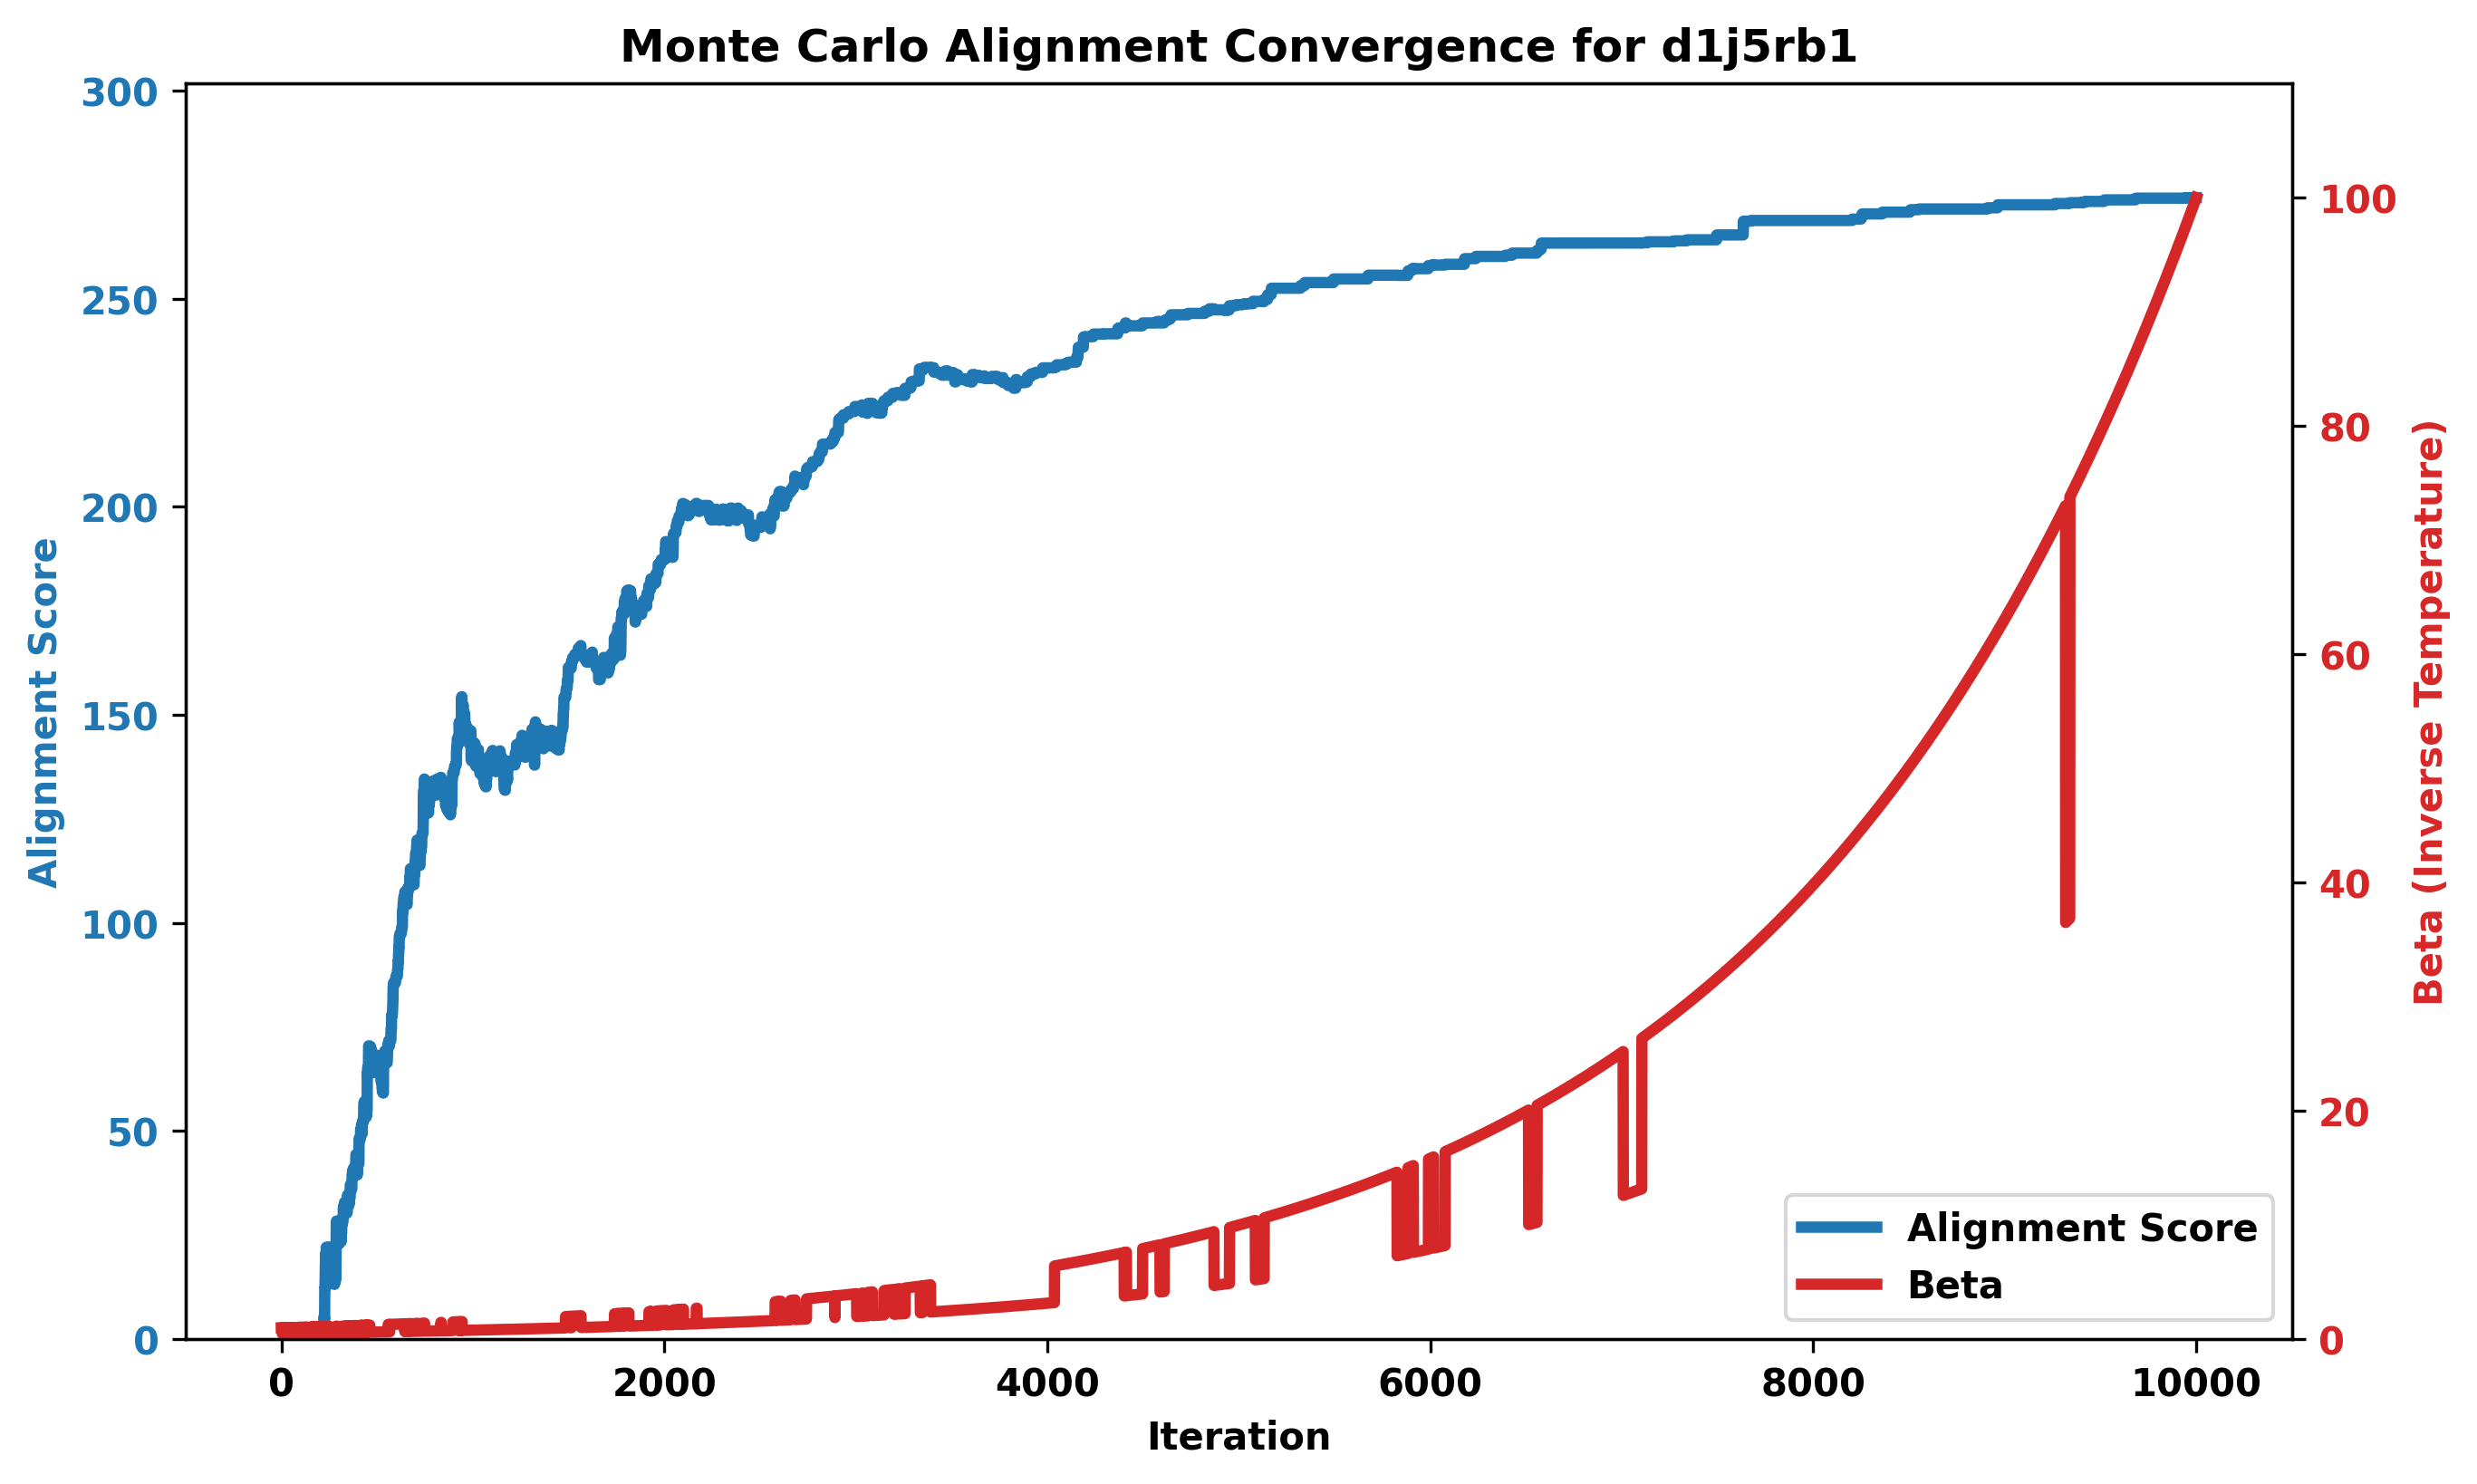 Monte Carlo Alignment Convergence for d1j5rb1
300
250
200
150
100
50
0
Alignment Score
100
80
60
40
20
0
Beta (Inverse Temperature)
Alignment Score
Beta
0 2000 4000 6000 8000 10000
Iteration